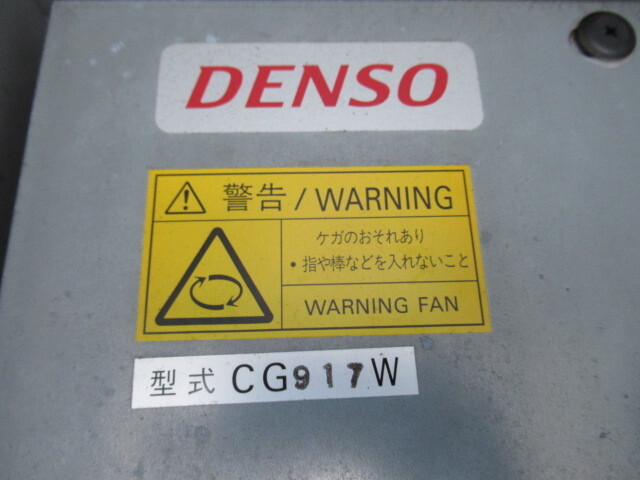 DENSO
警告/WARNING
ケガのおそれあり
・指や棒などを入れないこと
WARNING FAN
型式 CG917W